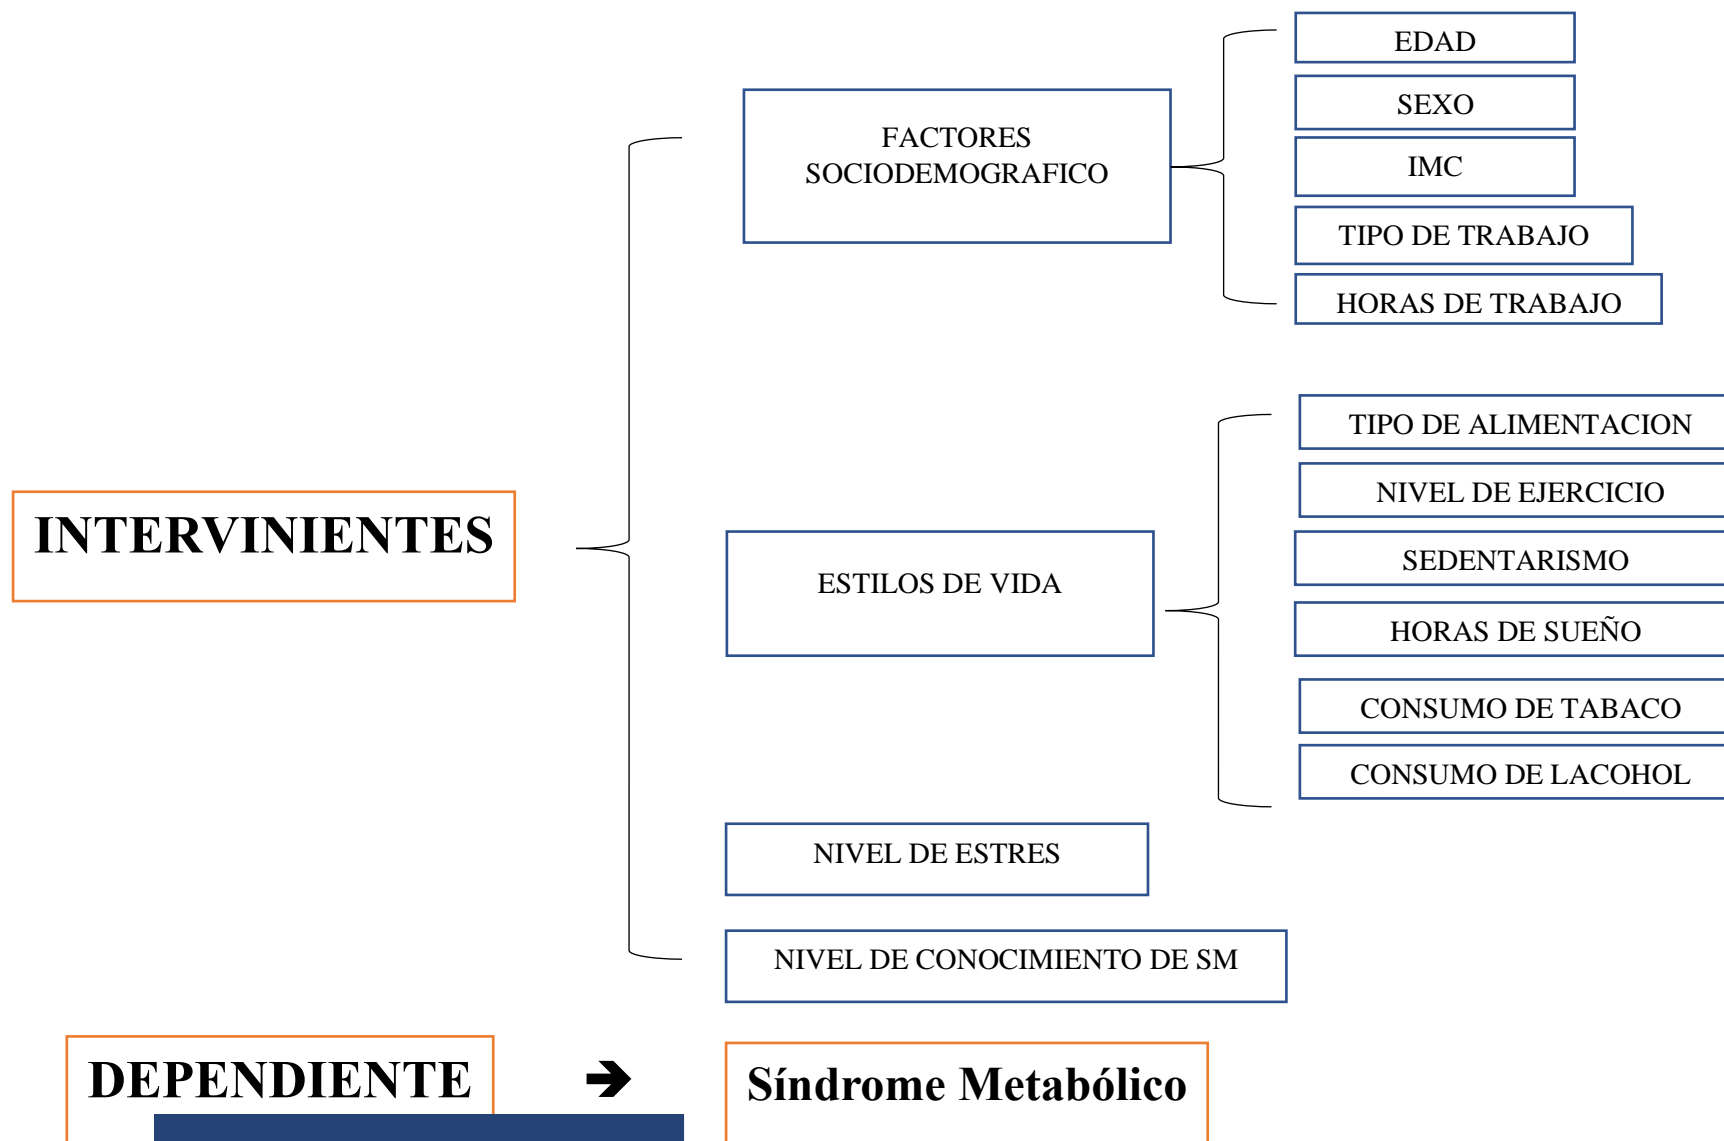 EDAD
SEXO
IMC
TIPO DE TRABAJO
HORAS DE TRABAJO
FACTORES
SOCIODEMOGRAFICO
INTERVINIENTES
ESTILOS DE VIDA
TIPO DE ALIMENTACION
NIVEL DE EJERCICIO
SEDENTARISMO
HORAS DE SUEÑO
CONSUMO DE TABACO
CONSUMO DE LACOHOL
NIVEL DE ESTRES
NIVEL DE CONOCIMIENTO DE SM
DEPENDIENTE ➔ Síndrome Metabólico